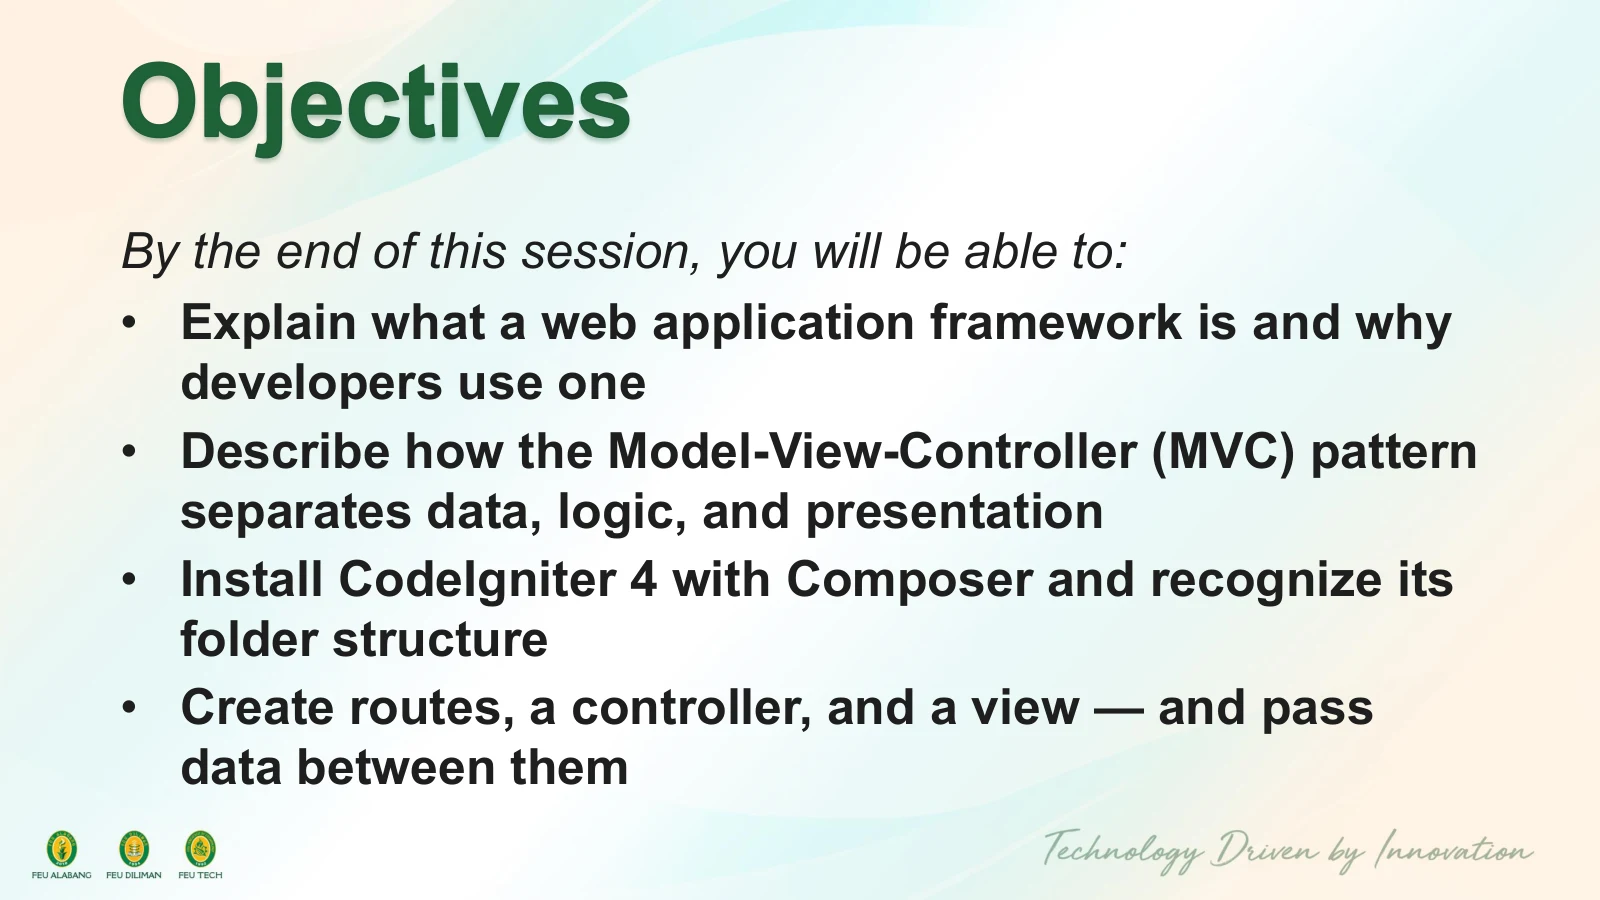 Objectives
By the end of this session, you will be able to:
• Explain what a web application framework is and why
developers use one
• Describe how the Model-View-Controller (MVC) pattern
separates data, logic, and presentation
• Install CodeIgniter 4 with Composer and recognize its
folder structure
• Create routes, a controller, and a view — and pass
data between them
FEU ALABANG FEU DILIMAN FEU TECH
Technology Driven by Innovation